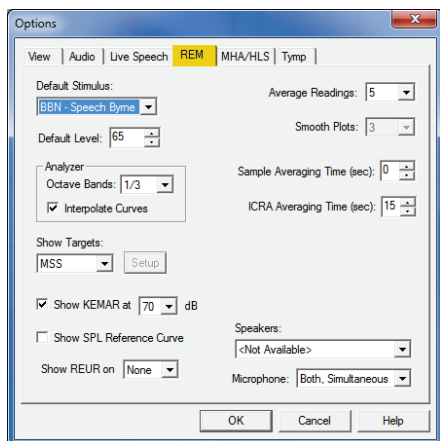 Options
View Audio Live Speech REM MHA/HLS Tymp
Default Stimulus:
BBN - Speech Byrne
Average Readings: 5
Default Level: 65
Smooth Plots: 3
Analyzer
Octave Bands: 1/3
Sample Averaging Time (sec): 0
Interpolate Curves
ICRA Averaging Time (sec): 15
Show Targets:
MSS Setup
Show KEMAR at 70 dB
Show SPL Reference Curve
Speakers:
<Not Available>
Show REUR on None
Microphone: Both, Simultaneous
OK Cancel Help